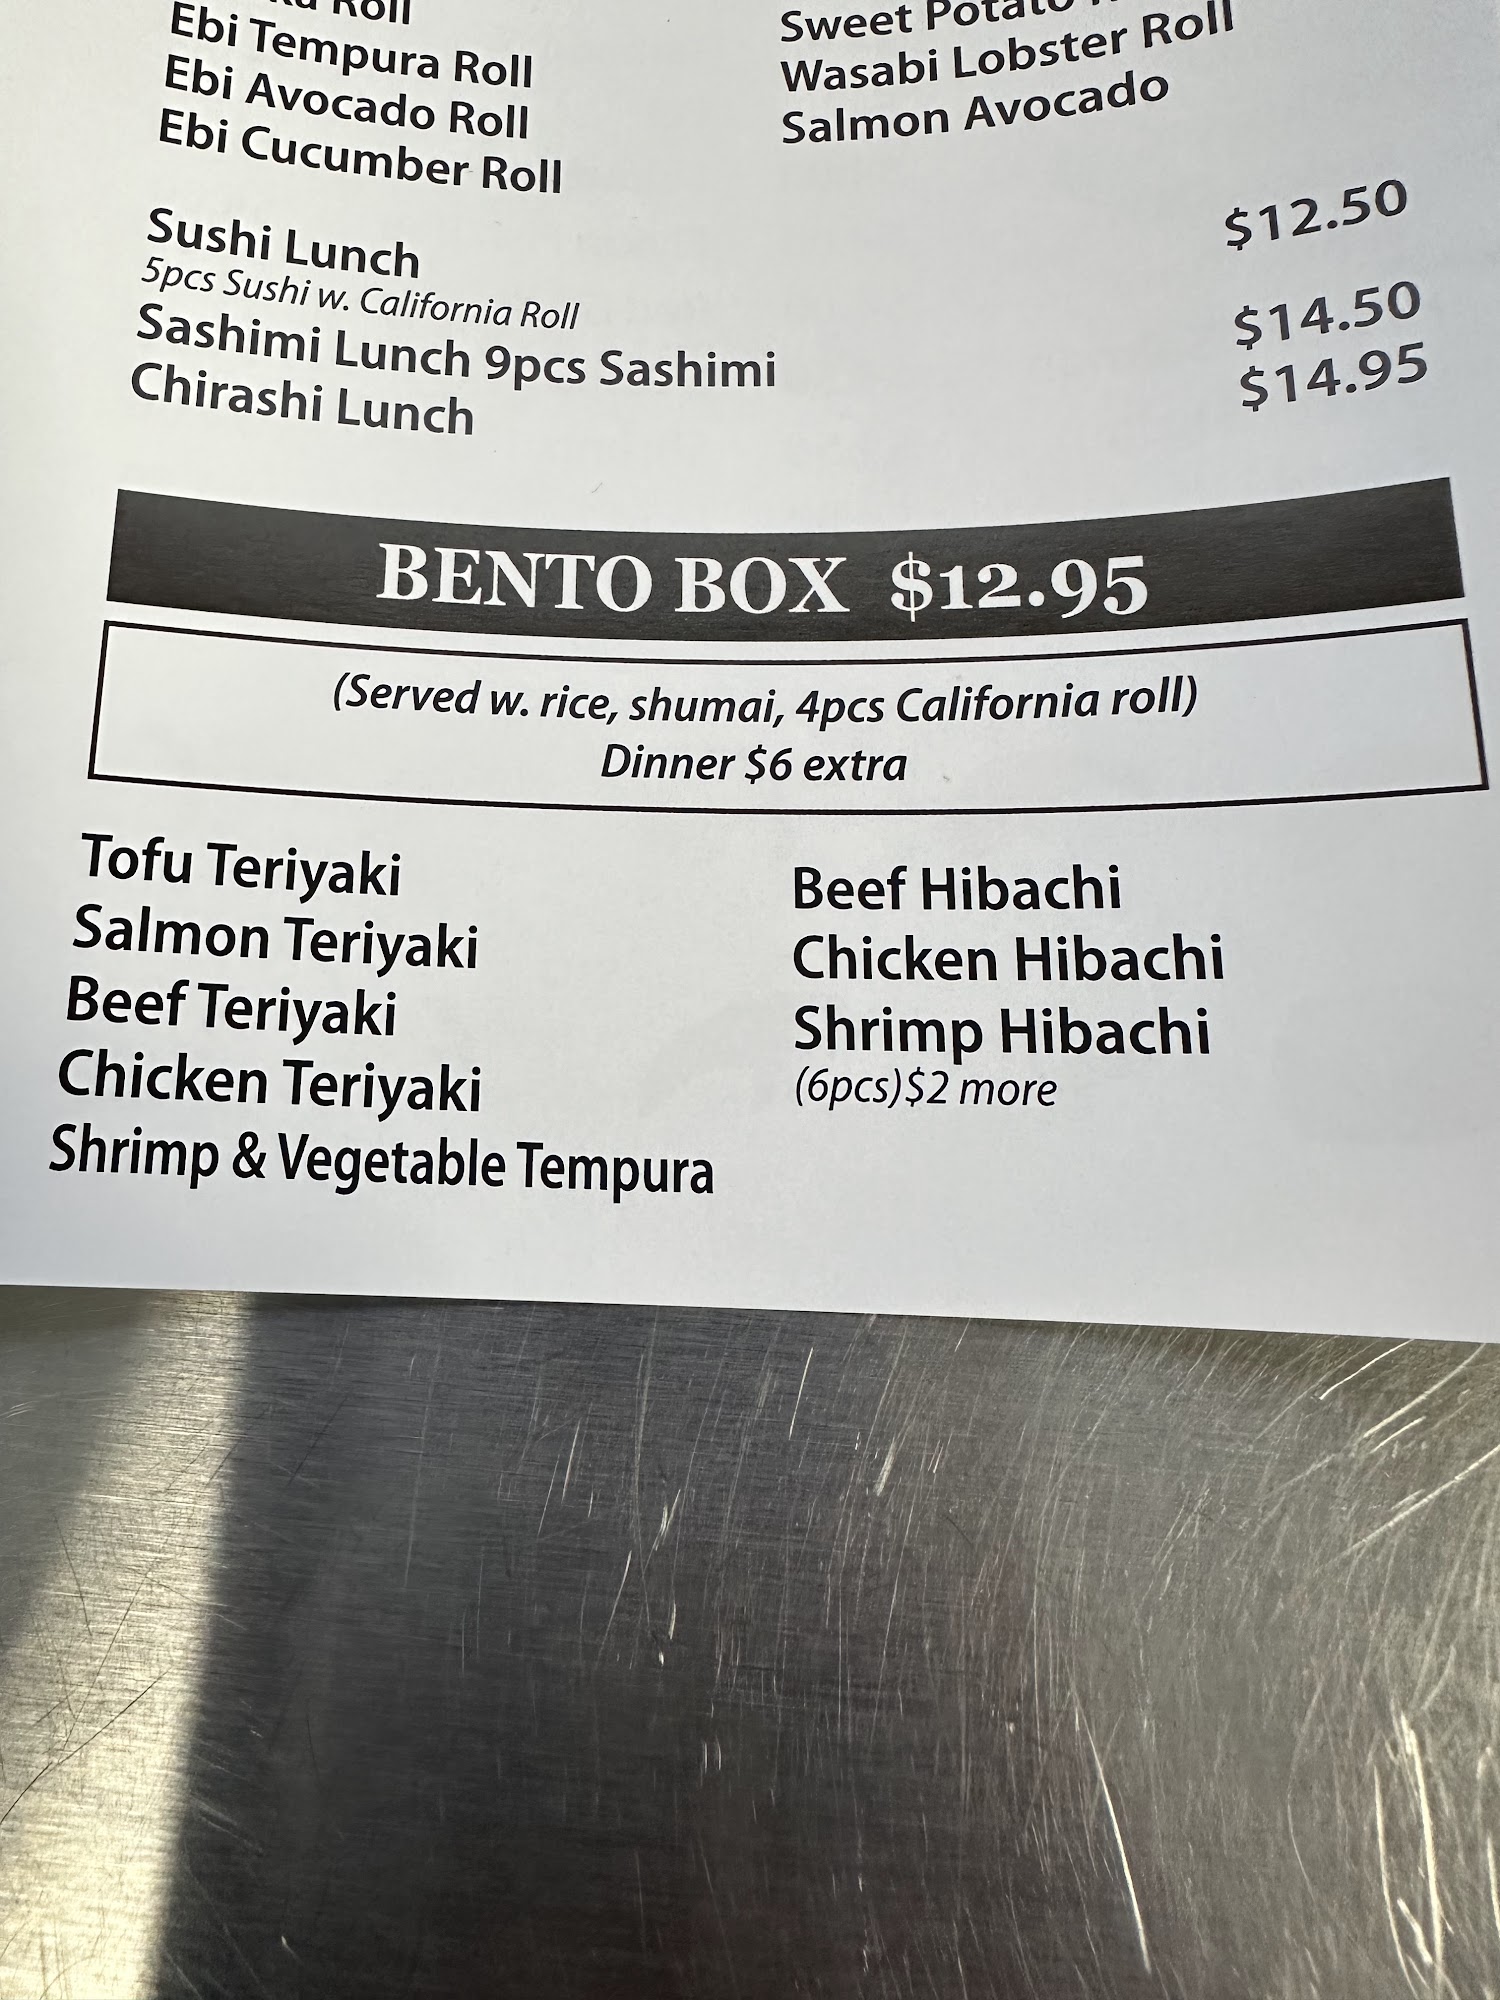 Roll
Ebi Tempura Roll
Ebi Avocado Roll
Ebi Cucumber Roll
Sweet Potato
Wasabi Lobster Roll
Salmon Avocado
Sushi Lunch $12.50
5pcs Sushi w. California Roll
Sashimi Lunch 9pcs Sashimi $14.50
Chirashi Lunch $14.95
BENTO BOX $12.95
(Served w. rice, shumai, 4pcs California roll)
Dinner $6 extra
Tofu Teriyaki
Salmon Teriyaki
Beef Teriyaki
Chicken Teriyaki
Shrimp & Vegetable Tempura
Beef Hibachi
Chicken Hibachi
Shrimp Hibachi
(6pcs)$2 more